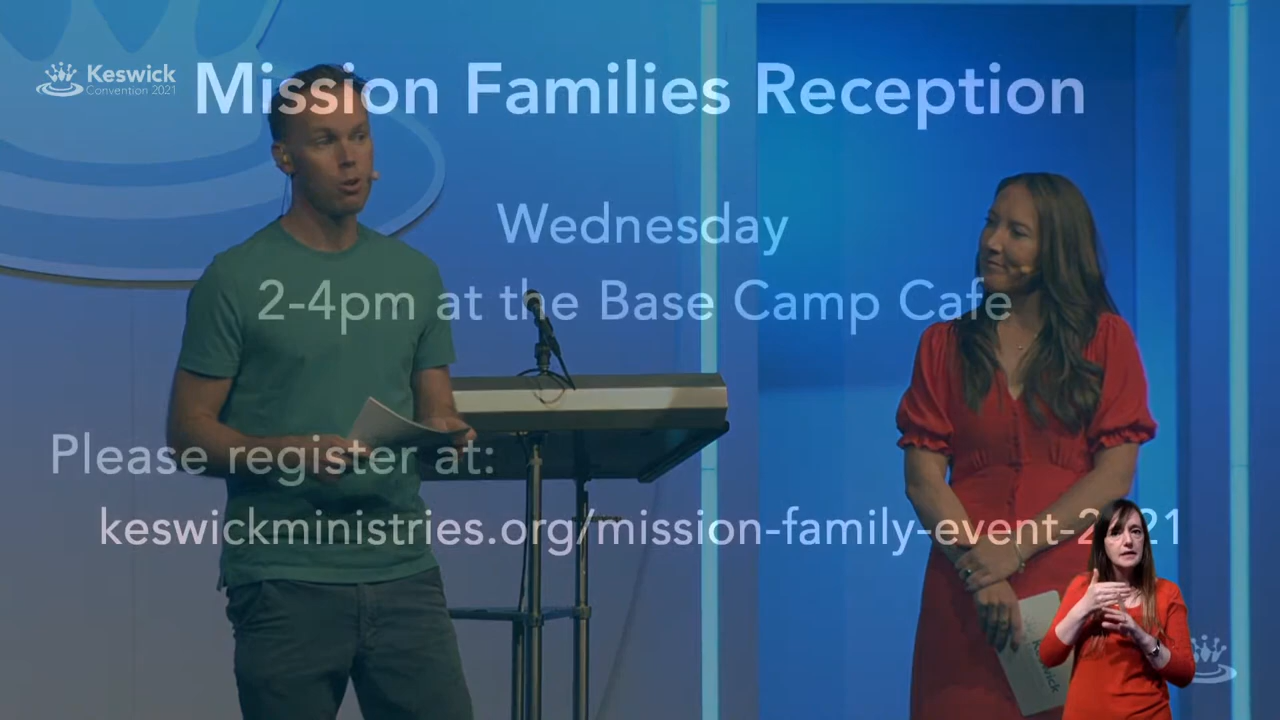 Keswick
Convention 2021
Mission Families Reception
Wednesday
2-4pm at the Base Camp Cafe
Please register at:
keswickministries.org/mission-family-event-2021
Keswick